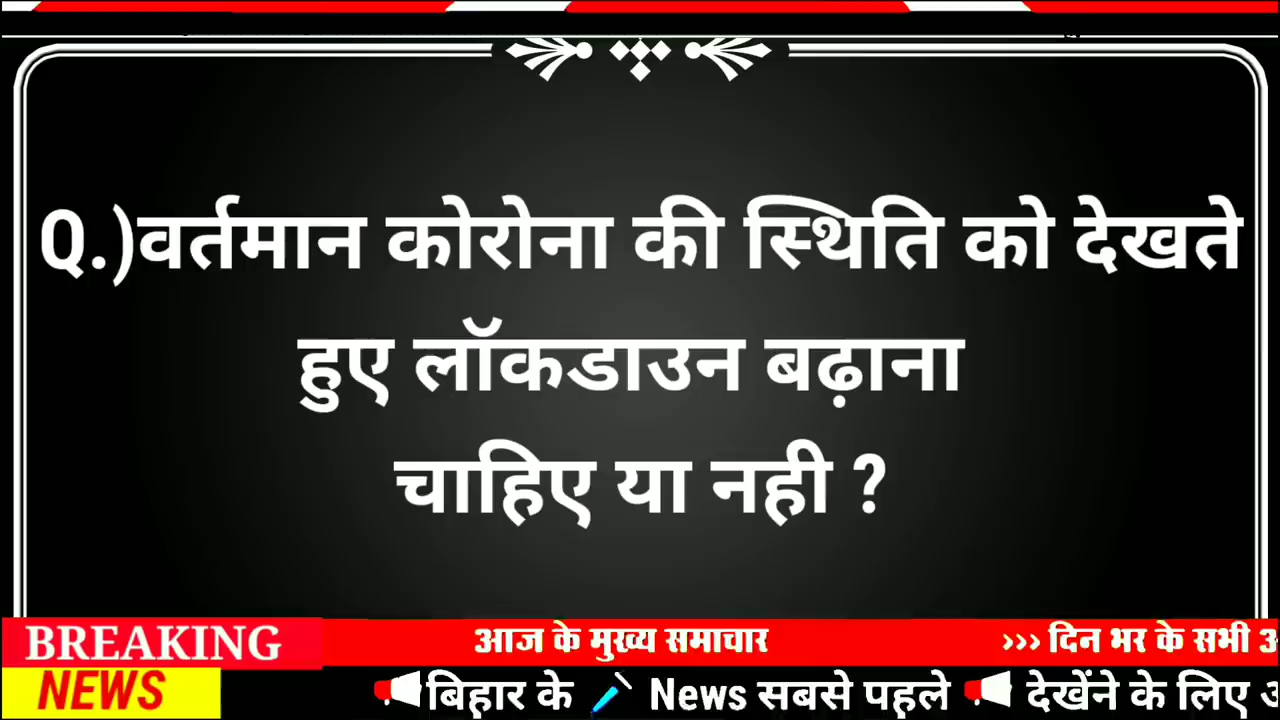 Q.)वर्तमान कोरोना की स्थिति को देखते
हुए लॉकडाउन बढ़ाना
चाहिए या नही ?
BREAKING
NEWS
आज के मुख्य समाचार
››› दिन भर के सभी
बिहार के News सबसे पहले देखेंने के लिए